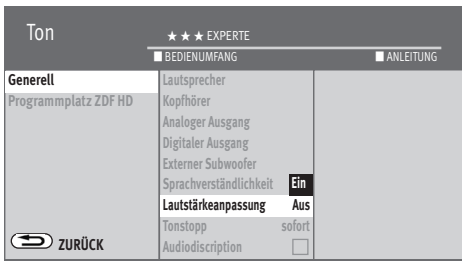 Ton
★ ★ ★ EXPERTE
BEDIENUMFANG
ANLEITUNG
Generell
Programmplatz ZDF HD
Lautsprecher
Kopfhörer
Analoger Ausgang
Digitaler Ausgang
Externer Subwoofer
Sprachverständlichkeit Ein
Lautstärkeanpassung Aus
Tonstopp sofort
Audiodiscription
ZURÜCK